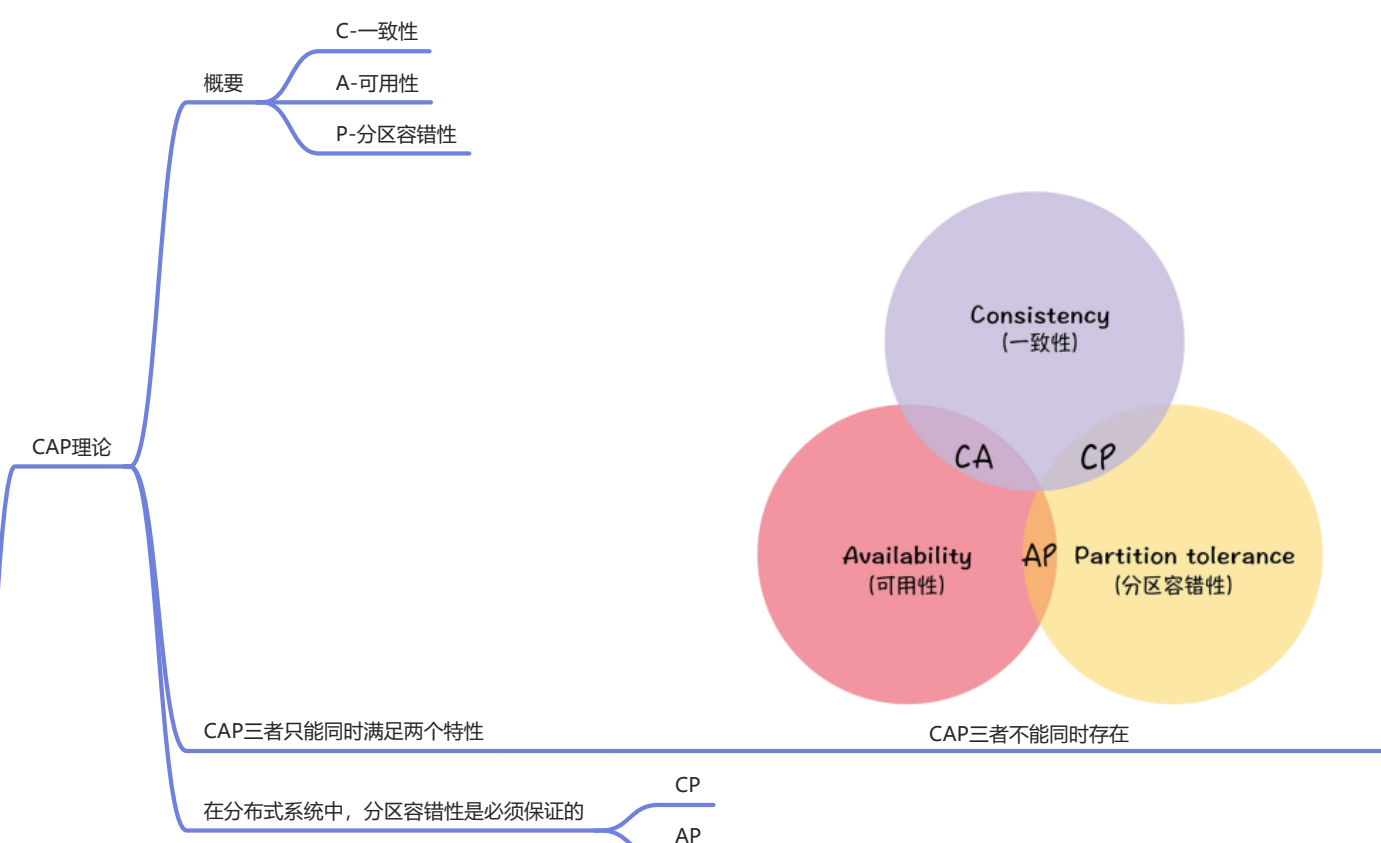 C-一致性
概要
A-可用性
P-分区容错性
Consistency
(一致性)
CAP理论
CA
CP
Availability
(可用性)
AP
Partition tolerance
(分区容错性)
CAP三者只能同时满足两个特性
CAP三者不能同时存在
CP
在分布式系统中，分区容错性是必须保证的
AP